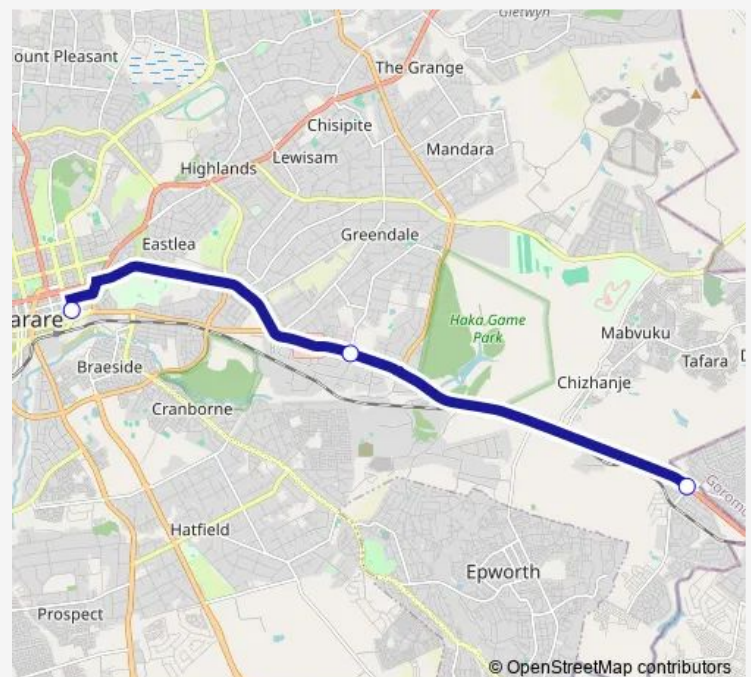 Gletwyn
ount Pleasant
The Grange
Chisipite
Mandara
Lewisam
Highlands
Greendale
Eastlea
Haka Game
Park
arare
Mabvuku
Tafara
D
Braeside
Chizhanje
Cranborne
Goromo
Hatfield
Epworth
Prospect
© OpenStreetMap contributors